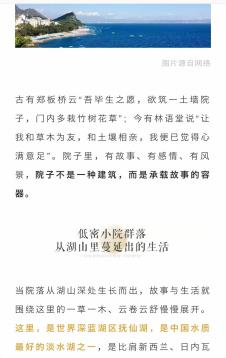 图片源自网络
古有郑板桥云“吾毕生之愿，欲筑一土墙院
子，门内多栽竹树花草”；今有林语堂说“让
我和草木为友，和土壤相亲，我便已觉得心
满意足”。院子里，有故事、有感情、有风
景，院子不是一种建筑，而是承载故事的容
器。
低密小院群落
从湖山里蔓延出的生活
当院落从湖山深处生长而出，故事与生活就
围绕这里的一草一木、云卷云舒慢慢展开。
这里，是世界深蓝湖区抚仙湖，是中国水质
最好的淡水湖之一，是比肩新西兰、日内瓦